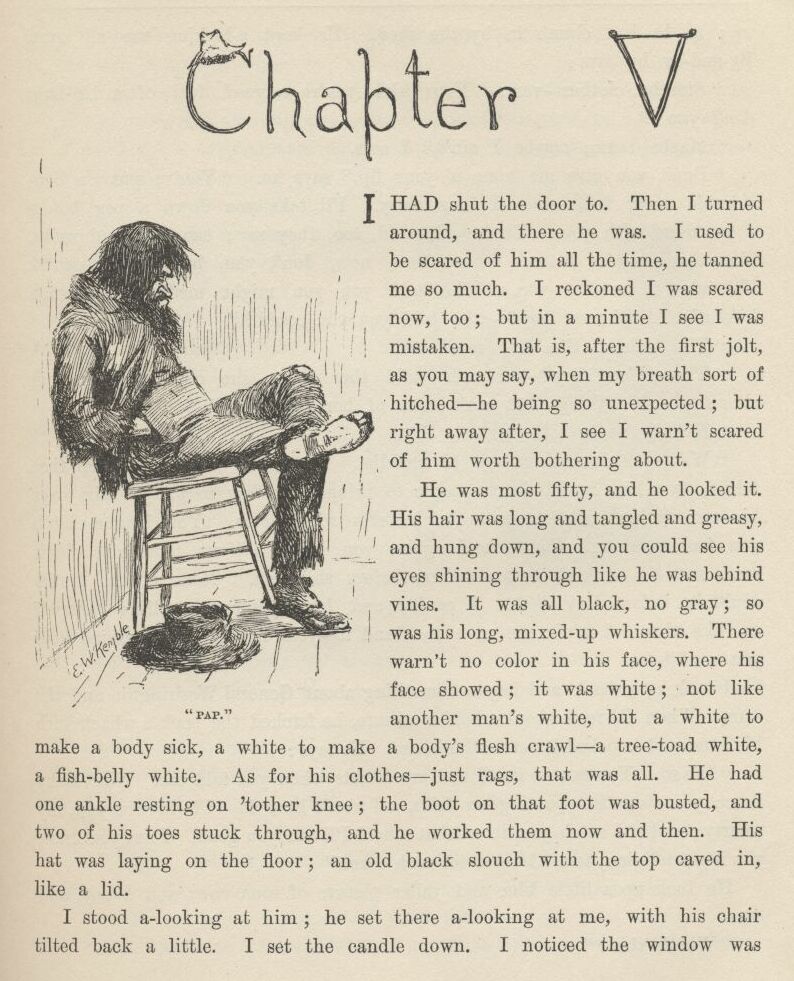 Chapter V
I HAD shut the door to. Then I turned
around, and there he was. I used to
be scared of him all the time, he tanned
me so much. I reckoned I was scared
now, too; but in a minute I see I was
mistaken. That is, after the first jolt,
as you may say, when my breath sort of
hitched—he being so unexpected; but
right away after, I see I warn't scared
of him worth bothering about.
He was most fifty, and he looked it.
His hair was long and tangled and greasy,
and hung down, and you could see his
eyes shining through like he was behind
vines. It was all black, no gray; so
was his long, mixed-up whiskers. There
warn't no color in his face, where his
face showed; it was white; not like
another man's white, but a white to
E.W. Kemble
“PAP.”
make a body sick, a white to make a body's flesh crawl—a tree-toad white,
a fish-belly white. As for his clothes—just rags, that was all. He had
one ankle resting on 'tother knee; the boot on that foot was busted, and
two of his toes stuck through, and he worked them now and then. His
hat was laying on the floor; an old black slouch with the top caved in,
like a lid.
I stood a-looking at him; he set there a-looking at me, with his chair
tilted back a little. I set the candle down. I noticed the window was